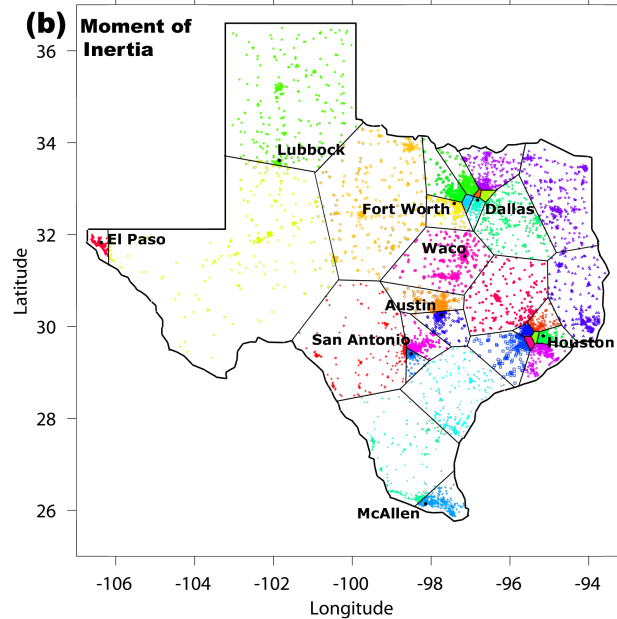 (b) Moment of
Inertia
36
34
32
30
28
26
Latitude
Lubbock
Fort Worth
Dallas
El Paso
Waco
Austin
San Antonio
Houston
McAllen
-106
-104
-102
-100
-98
-96
-94
Longitude